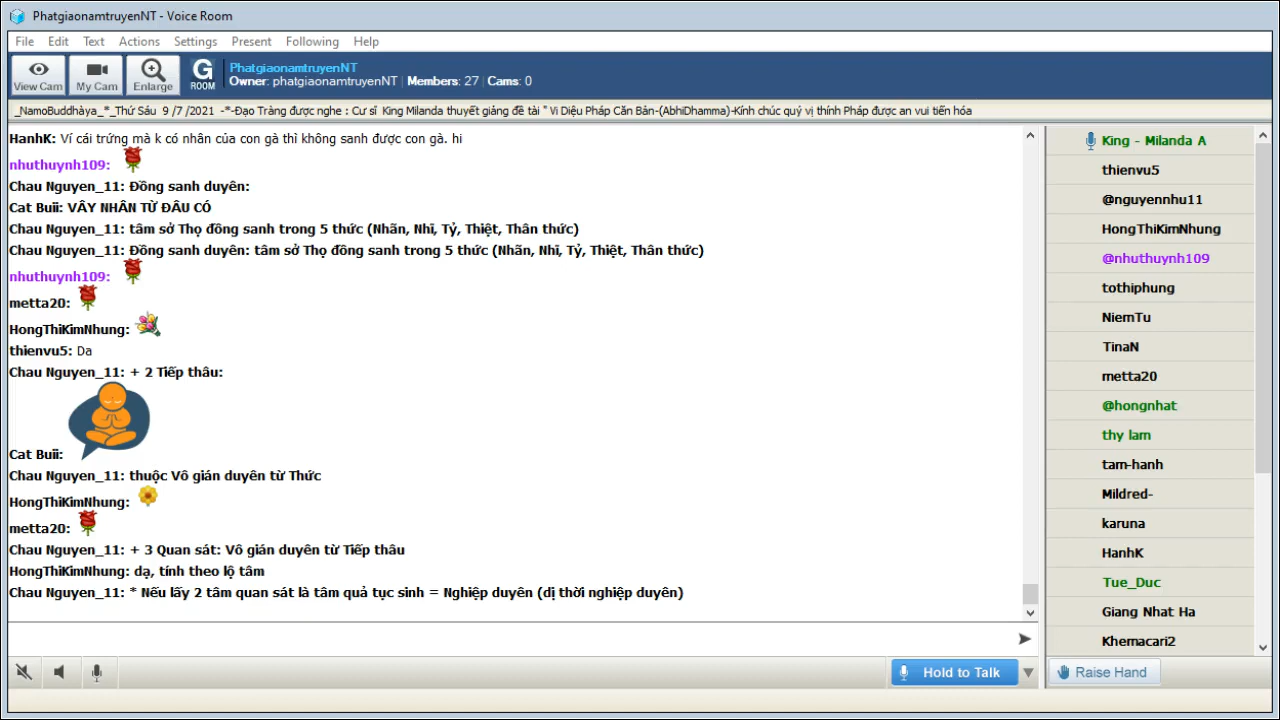 PhatgiaonamtruyenNT - Voice Room
File Edit Text Actions Settings Present Following Help
View Cam
My Cam
Enlarge
G
ROOM
PhatgiaonamtruyenNT
Owner: phatgiaonamtruyenNT | Members: 27 | Cams: 0
_NamoBuddhàya_*_Thứ Sáu 9 /7 /2021 -*-Đạo Tràng được nghe : Cư sĩ King Milanda thuyết giảng đề tài " Vi Diệu Pháp Căn Bản-(AbhiDhamma)-Kính chúc quý vị thính Pháp được an vui tiến hóa
HanhK: Ví cái trứng mà k có nhân của con gà thì không sanh được con gà. hi
nhuthuynh109:
Chau Nguyen_11: Đồng sanh duyên:
Cat Buii: VÂY NHÂN TỪ ĐÂU CÓ
Chau Nguyen_11: tâm sở Thọ đồng sanh trong 5 thức (Nhãn, Nhĩ, Tỷ, Thiệt, Thân thức)
Chau Nguyen_11: Đồng sanh duyên: tâm sở Thọ đồng sanh trong 5 thức (Nhãn, Nhĩ, Tỷ, Thiệt, Thân thức)
nhuthuynh109:
metta20:
HongThiKimNhung:
thienvu5: Da
Chau Nguyen_11: + 2 Tiếp thâu:
Cat Buii:
Chau Nguyen_11: thuộc Vô gián duyên từ Thức
HongThiKimNhung:
metta20:
Chau Nguyen_11: + 3 Quan sát: Vô gián duyên từ Tiếp thâu
HongThiKimNhung: dạ, tính theo lộ tâm
Chau Nguyen_11: * Nếu lấy 2 tâm quan sát là tâm quả tục sinh = Nghiệp duyên (dị thời nghiệp duyên)
King - Milanda A
thienvu5
@nguyennhu11
HongThiKimNhung
@nhuthuynh109
tothiphung
NiemTu
TinaN
metta20
@hongnhat
thy lam
tam-hanh
Mildred-
karuna
HanhK
Tue_Duc
Giang Nhat Ha
Khemacari2
Hold to Talk
Raise Hand